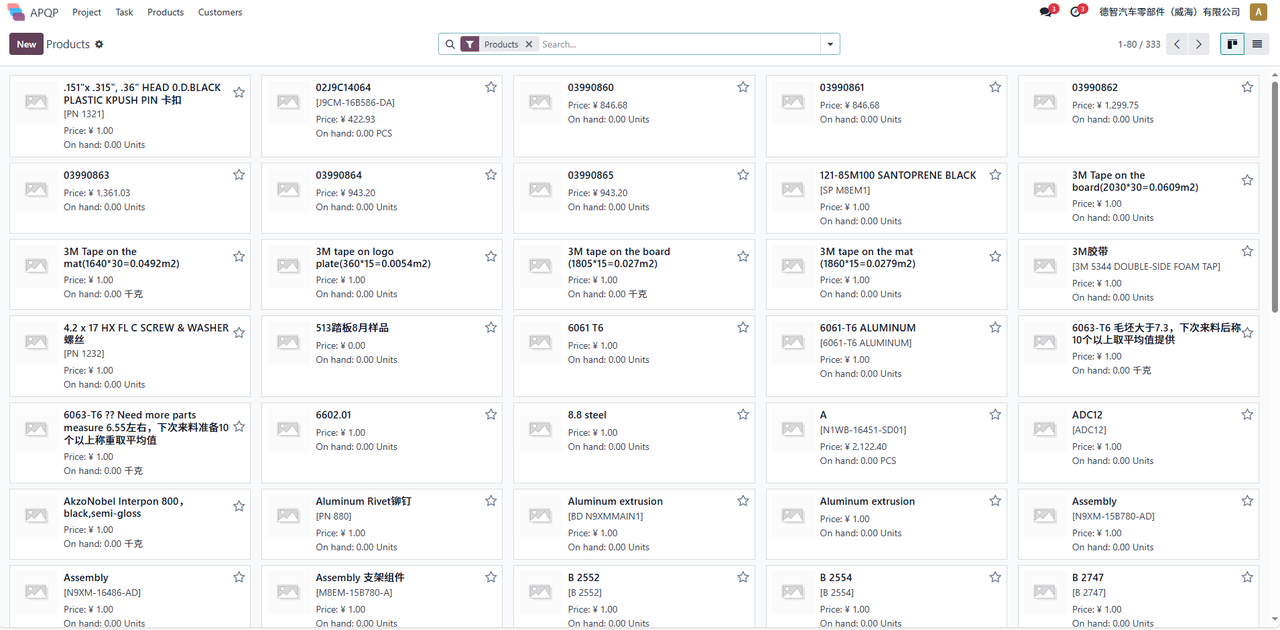 APQP Project Task Products Customers 3 3 德智汽车零部件（威海）有限公司 A
New Products Products Search... 1-80 / 333
.151"x .315", .36" HEAD 0.D.BLACK
PLASTIC KPUSH PIN 卡扣
[PN 1321]
Price: ¥ 1.00
On hand: 0.00 Units
02J9C14064
[J9CM-16B586-DA]
Price: ¥ 422.93
On hand: 0.00 PCS
03990860
Price: ¥ 846.68
On hand: 0.00 Units
03990861
Price: ¥ 846.68
On hand: 0.00 Units
03990862
Price: ¥ 1,299.75
On hand: 0.00 Units
03990863
Price: ¥ 1,361.03
On hand: 0.00 Units
03990864
Price: ¥ 943.20
On hand: 0.00 Units
03990865
Price: ¥ 943.20
On hand: 0.00 Units
121-85M100 SANTOPRENE BLACK
[SP M8EM1]
Price: ¥ 1.00
On hand: 0.00 Units
3M Tape on the
board(2030*30=0.0609m2)
Price: ¥ 1.00
On hand: 0.00 Units
3M Tape on the
mat(1640*30=0.0492m2)
Price: ¥ 1.00
On hand: 0.00 千克
3M tape on logo
plate(360*15=0.0054m2)
Price: ¥ 1.00
On hand: 0.00 Units
3M tape on the board
(1805*15=0.027m2)
Price: ¥ 1.00
On hand: 0.00 千克
3M tape on the mat
(1860*15=0.0279m2)
Price: ¥ 1.00
On hand: 0.00 Units
3M胶带
[3M 5344 DOUBLE-SIDE FOAM TAP]
Price: ¥ 1.00
On hand: 0.00 Units
4.2 x 17 HX FL C SCREW & WASHER
螺丝
[PN 1232]
Price: ¥ 1.00
On hand: 0.00 Units
513踏板8月样品
Price: ¥ 0.00
On hand: 0.00 Units
6061 T6
Price: ¥ 1.00
On hand: 0.00 Units
6061-T6 ALUMINUM
[6061-T6 ALUMINUM]
Price: ¥ 1.00
On hand: 0.00 Units
6063-T6 毛坯大于7.3，下次来料后称
10个以上取平均值提供
Price: ¥ 1.00
On hand: 0.00 千克
6063-T6 ?? Need more parts
measure 6.55左右，下次来料准备10
个以上称重取平均值
Price: ¥ 1.00
On hand: 0.00 千克
6602.01
Price: ¥ 1.00
On hand: 0.00 Units
8.8 steel
Price: ¥ 1.00
On hand: 0.00 Units
A
[N1WB-16451-SD01]
Price: ¥ 2,122.40
On hand: 0.00 PCS
ADC12
[ADC12]
Price: ¥ 1.00
On hand: 0.00 Units
AkzoNobel Interpon 800，
black,semi-gloss
Price: ¥ 1.00
On hand: 0.00 千克
Aluminum Rivet铆钉
[PN 880]
Price: ¥ 1.00
On hand: 0.00 Units
Aluminum extrusion
[BD N9XMMAIN1]
Price: ¥ 1.00
On hand: 0.00 Units
Aluminum extrusion
Price: ¥ 1.00
On hand: 0.00 Units
Assembly
[N9XM-15B780-AD]
Price: ¥ 1.00
On hand: 0.00 Units
Assembly
[N9XM-16486-AD]
Price: ¥ 1.00
On hand: 0.00 Units
Assembly 支架组件
[M8EM-15B780-A]
Price: ¥ 1.00
On hand: 0.00 Units
B 2552
[B 2552]
Price: ¥ 1.00
On hand: 0.00 Units
B 2554
[B 2554]
Price: ¥ 1.00
On hand: 0.00 Units
B 2747
[B 2747]
Price: ¥ 1.00
On hand: 0.00 Units